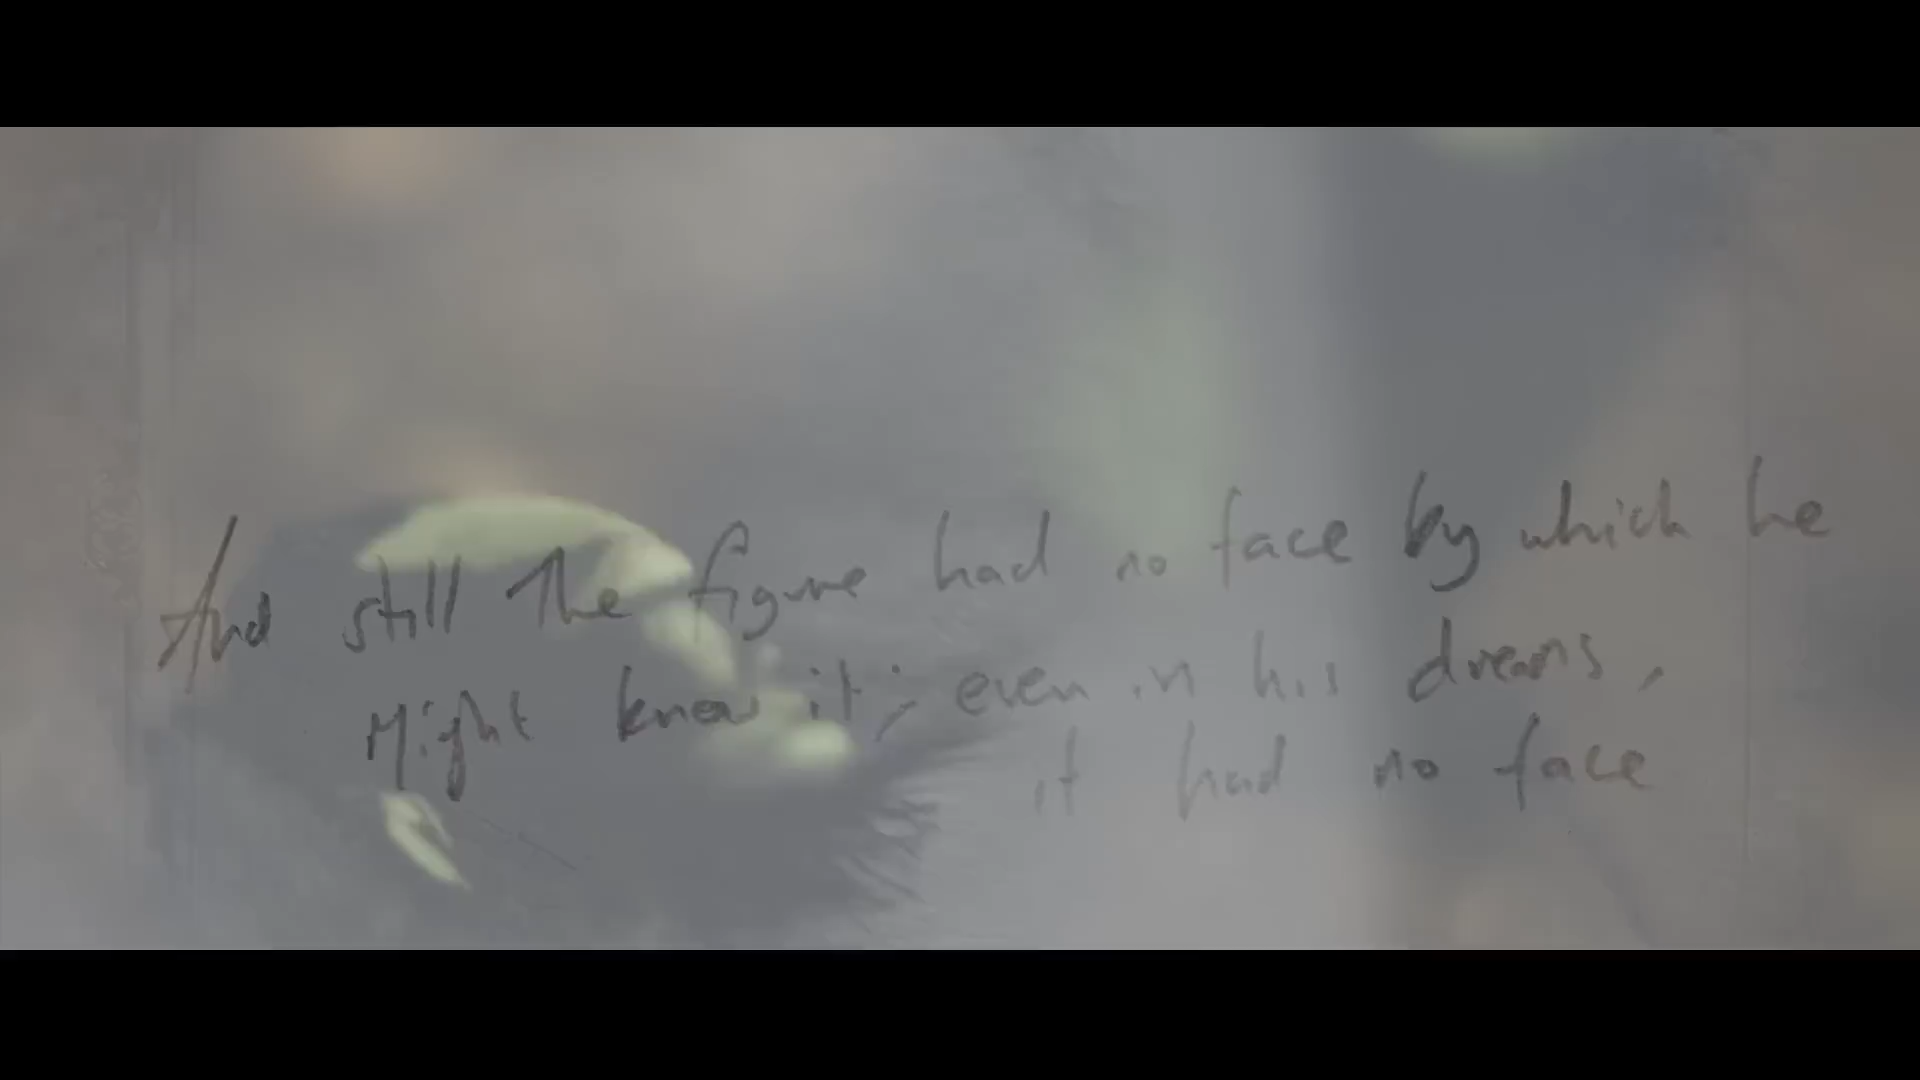 And still the figure had no face by which he
Might know it; even in his dreams,
it had no face